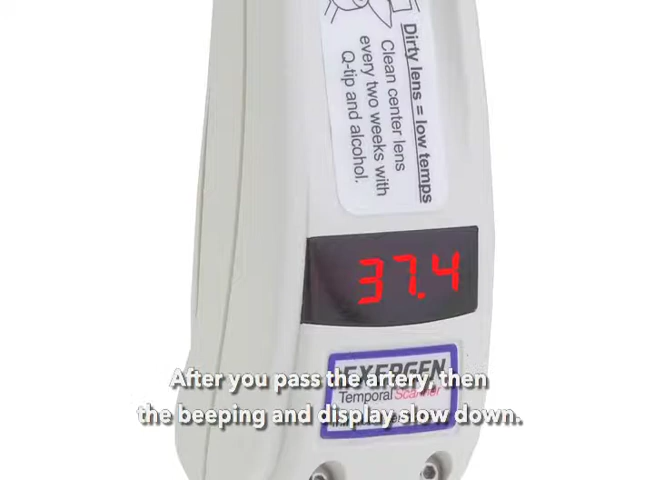 Dirty lens = low temps
Clean center lens
every two weeks with
Q-tip and alcohol.
37.4
EXERGEN
Temporal Scanner
After you pass the artery, then
the beeping and display slow down.